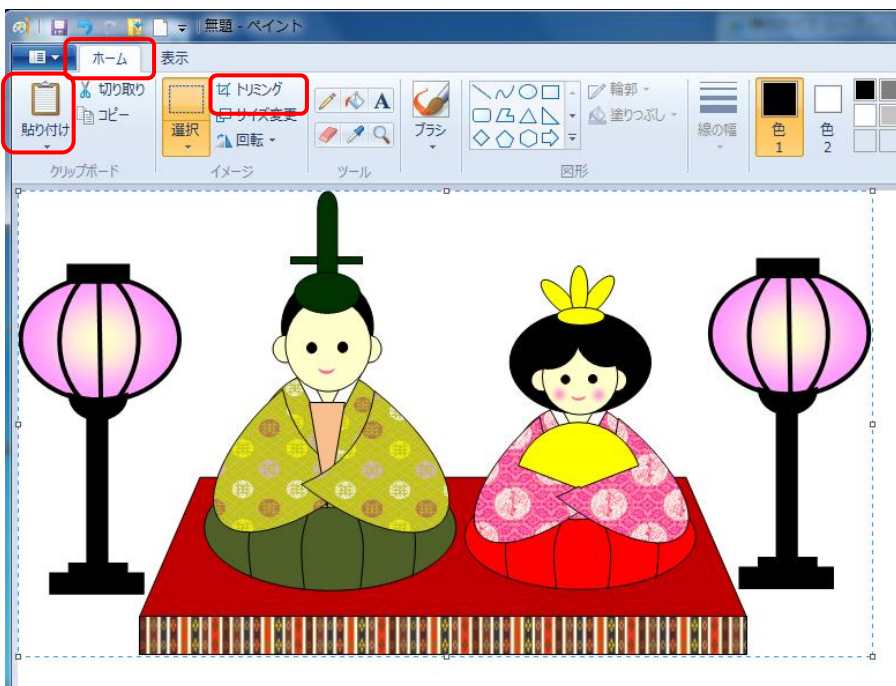 無題 - ペイント
ホーム 表示
貼り付け
切り取り
コピー
クリップボード
選択
トリミング
サイズ変更
回転
イメージ
A
ツール
ブラシ
輪郭
塗りつぶし
図形
線の幅
色
1
色
2